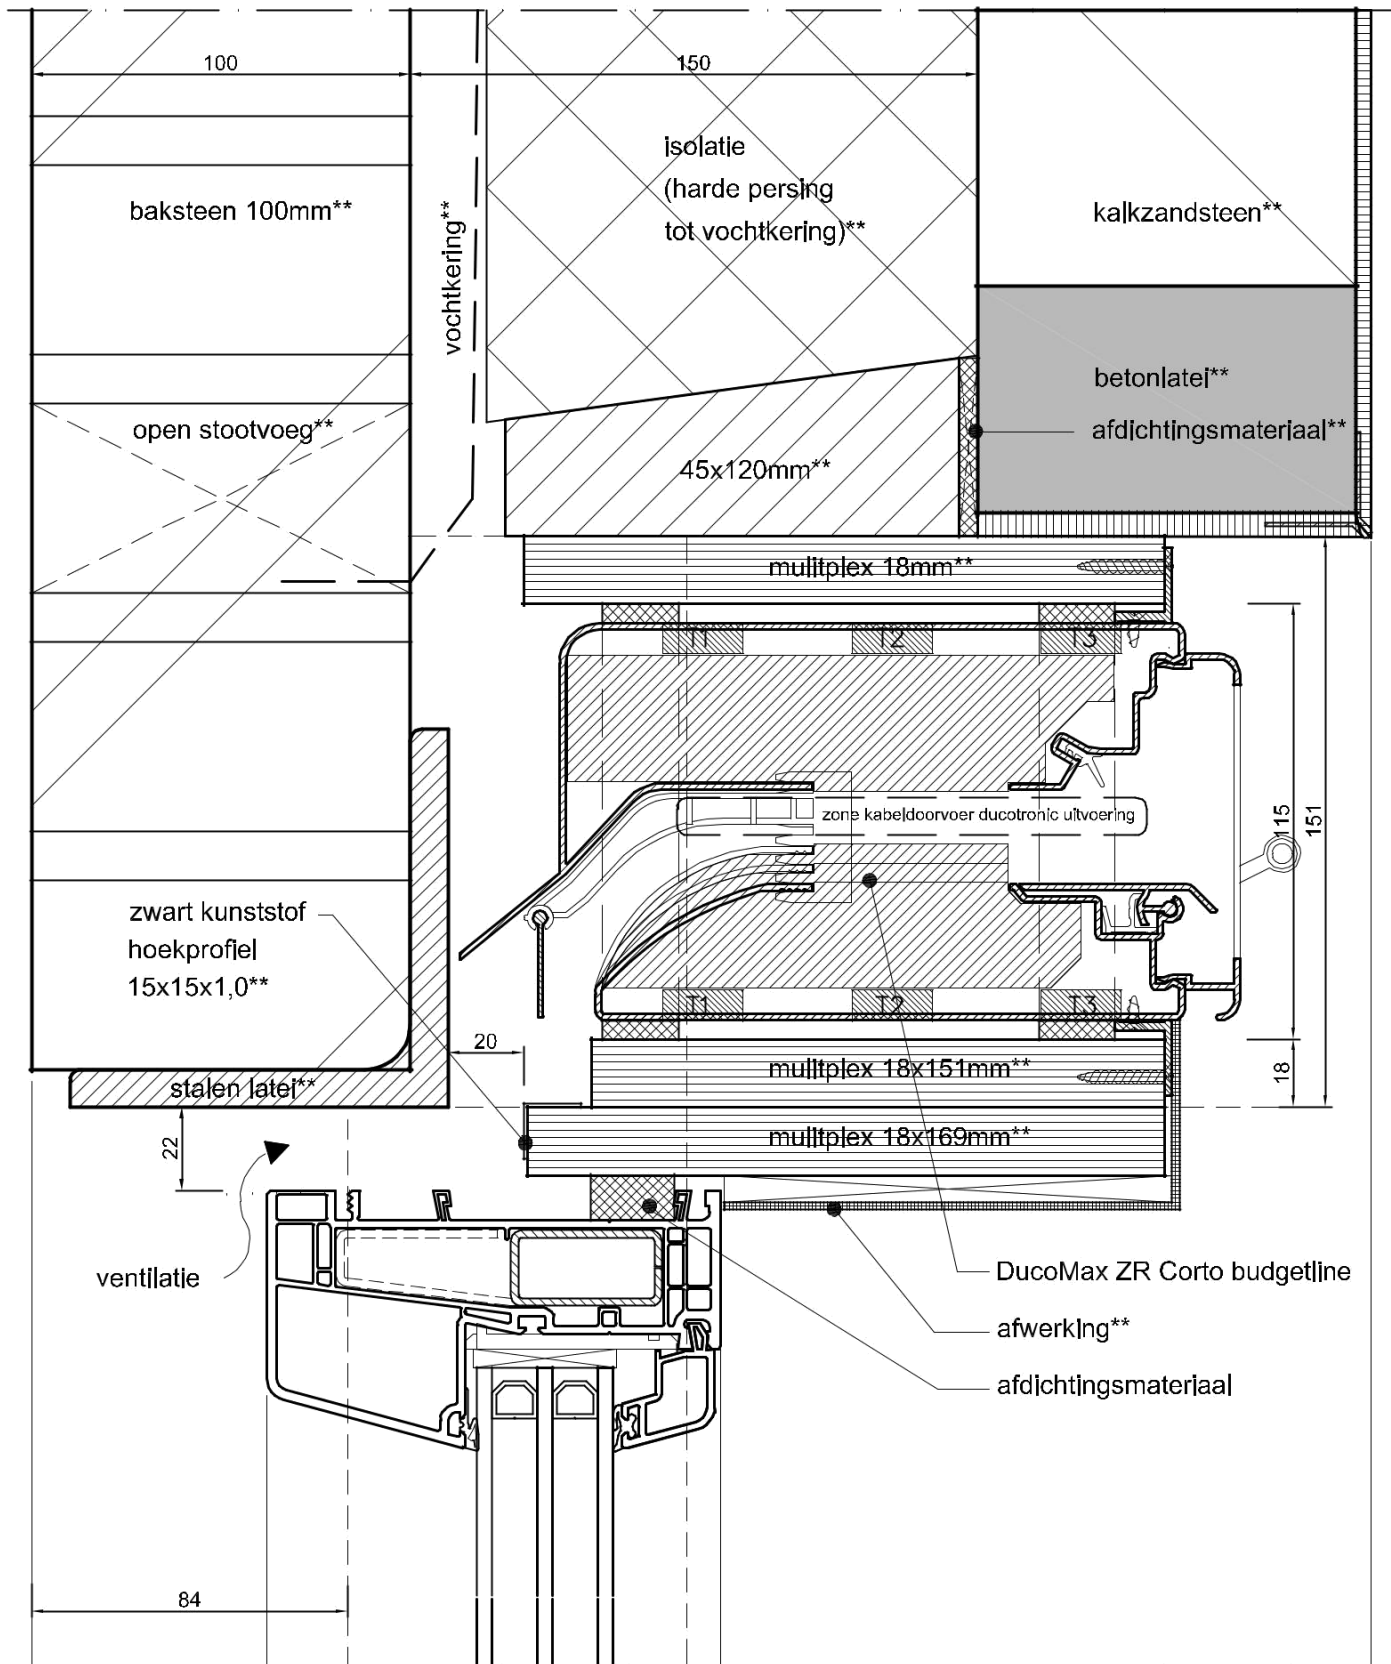 100
150
isolatie
(harde persing
tot vochtkering)**
baksteen 100mm**
vochtkering**
kalkzandsteen**
betonlatei**
open stootvoeg**
afdichtingsmateriaal**
45x120mm**
mulitplex 18mm**
T1
T2
T3
zone kabeldoorvoer ducotronic uitvoering
115
151
zwart kunststof
hoekprofiel
15x15x1,0**
T1
T2
T3
20
mulitplex 18x151mm**
18
stalen latei**
mulitplex 18x169mm**
22
ventilatie
DucoMax ZR Corto budgetline
afwerking**
afdichtingsmateriaal
84